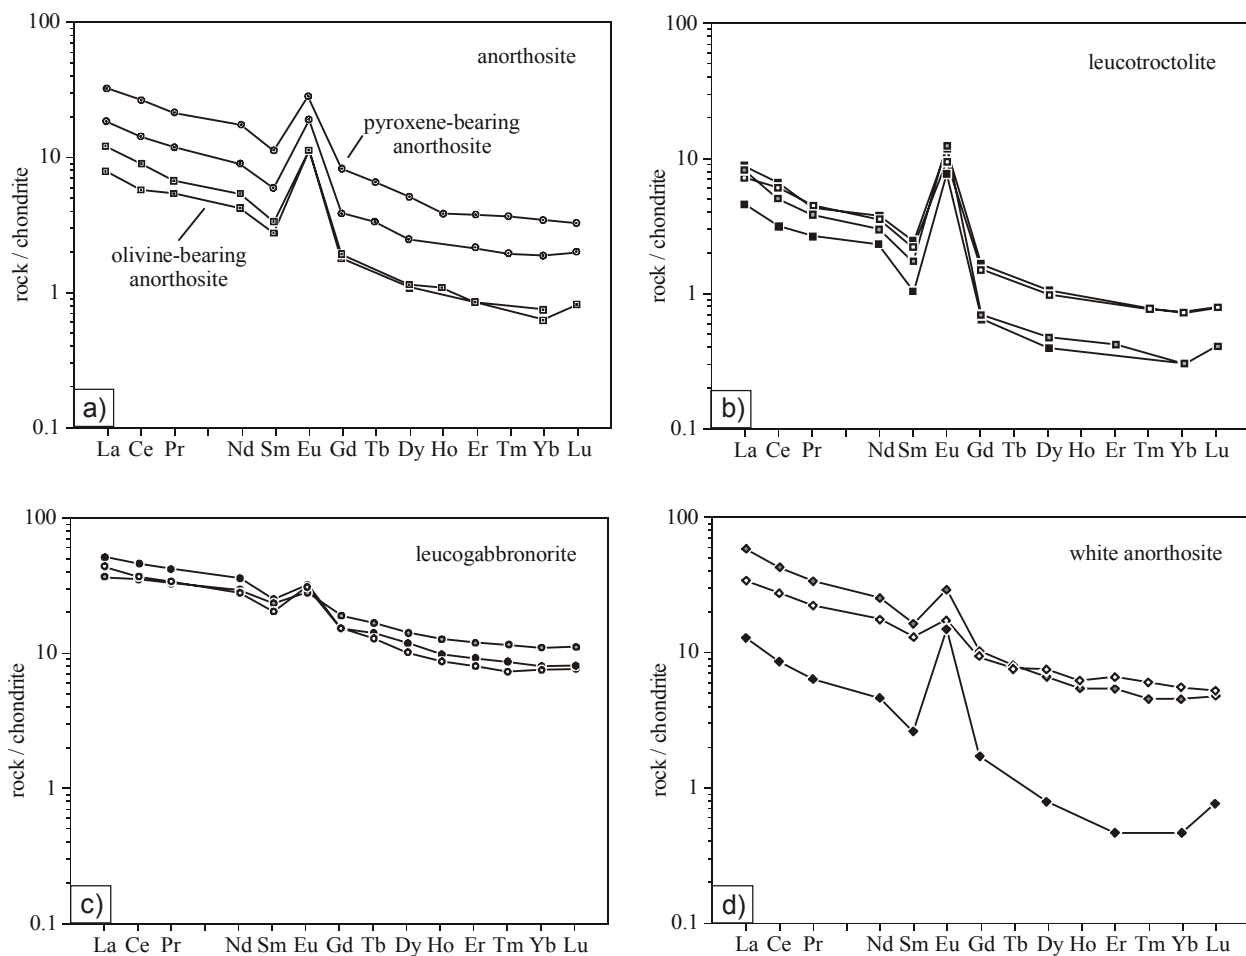 100
anorthosite
pyroxene-bearing
anorthosite
10
olivine-bearing
anorthosite
1
0.1
rock / chondrite
a)
La Ce Pr Nd Sm Eu Gd Tb Dy Ho Er Tm Yb Lu
100
leucotroctolite
10
1
0.1
rock / chondrite
b)
La Ce Pr Nd Sm Eu Gd Tb Dy Ho Er Tm Yb Lu
100
leucogabbronorite
10
1
0.1
rock / chondrite
c)
La Ce Pr Nd Sm Eu Gd Tb Dy Ho Er Tm Yb Lu
100
white anorthosite
10
1
0.1
rock / chondrite
d)
La Ce Pr Nd Sm Eu Gd Tb Dy Ho Er Tm Yb Lu